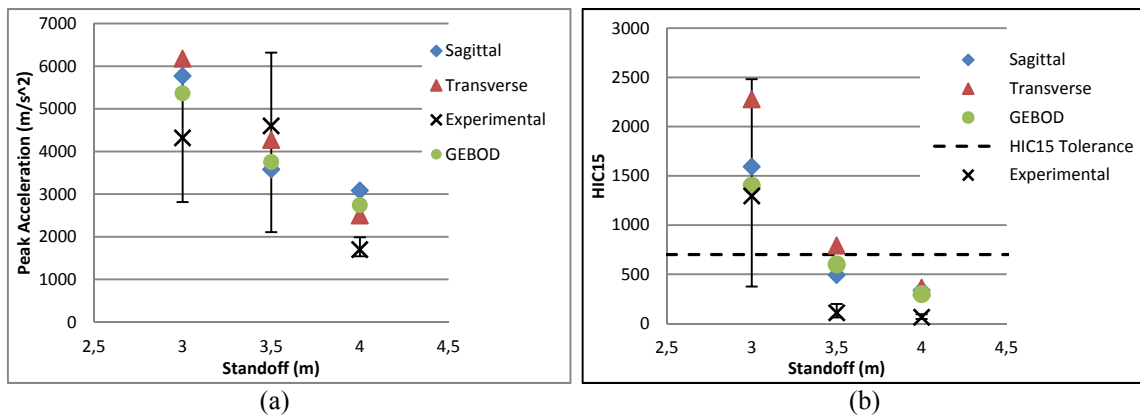 7000
6000
5000
4000
3000
2000
1000
0
Peak Acceleration (m/s^2)
2,5 3 3,5 4 4,5
Standoff (m)
Sagittal
Transverse
Experimental
GEBOD
(a)
3000
2500
2000
1500
1000
500
0
HIC15
2,5 3 3,5 4 4,5
Standoff (m)
Sagittal
Transverse
GEBOD
HIC15 Tolerance
Experimental
(b)